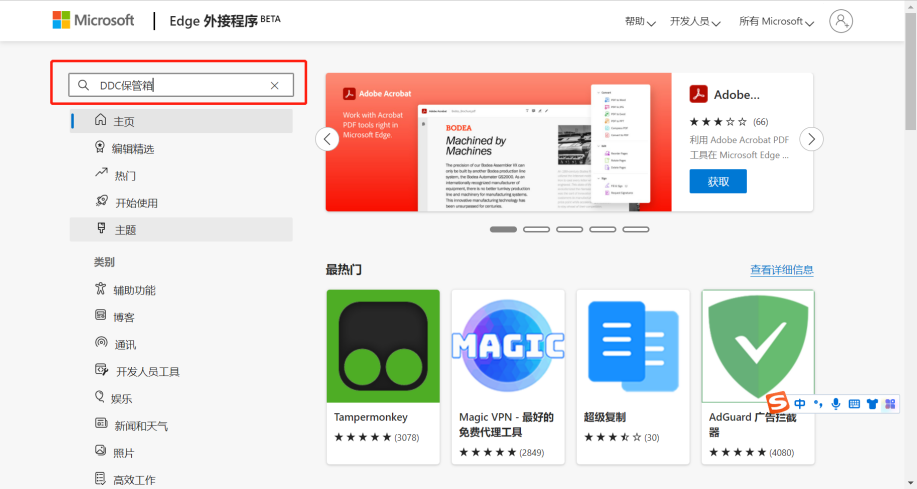 Microsoft
Edge 外接程序 BETA
帮助
开发人员
所有 Microsoft
DDC保管箱
主页
编辑精选
热门
开始使用
主题
类别
辅助功能
博客
通讯
开发人员工具
娱乐
新闻和天气
照片
高效工作
Adobe Acrobat
Work with Acrobat
PDF tools right in
Microsoft Edge.
BODEA
Machined by
Machines
Adobe...
(66)
利用 Adobe Acrobat PDF
工具在 Microsoft Edge ...
获取
最热门
查看详细信息
Tampermonkey
(3078)
MAGIC
Magic VPN - 最好的
免费代理工具
(2849)
超级复制
(30)
AdGuard 广告拦截
器
(4080)
S 中